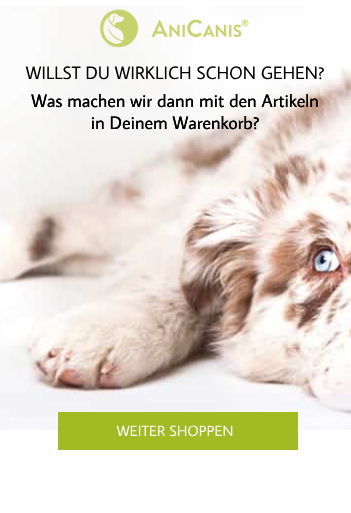 ANICANIS®
WILLST DU WIRKLICH SCHON GEHEN?
Was machen wir dann mit den Artikeln
in Deinem Warenkorb?
WEITER SHOPPEN